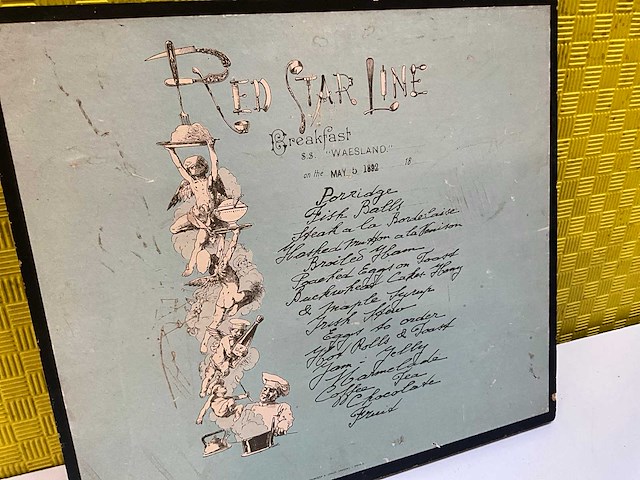 RED STAR LINE
Breakfast
S.S. "WAESLAND."
on the MAY 5 1892 18
Porridge
Fish Balls
Steak a la Bordelaise
Hashed Mutton a la Venison
Broiled Ham
Poached Eggs on Toast
Buckwheat Cakes Honey
& Maple Syrup
Irish Stew
Eggs to order
Hot Rolls & Toast
Jam Jelly
Marmelade
Coffee Tea
Chocolate
Fruit